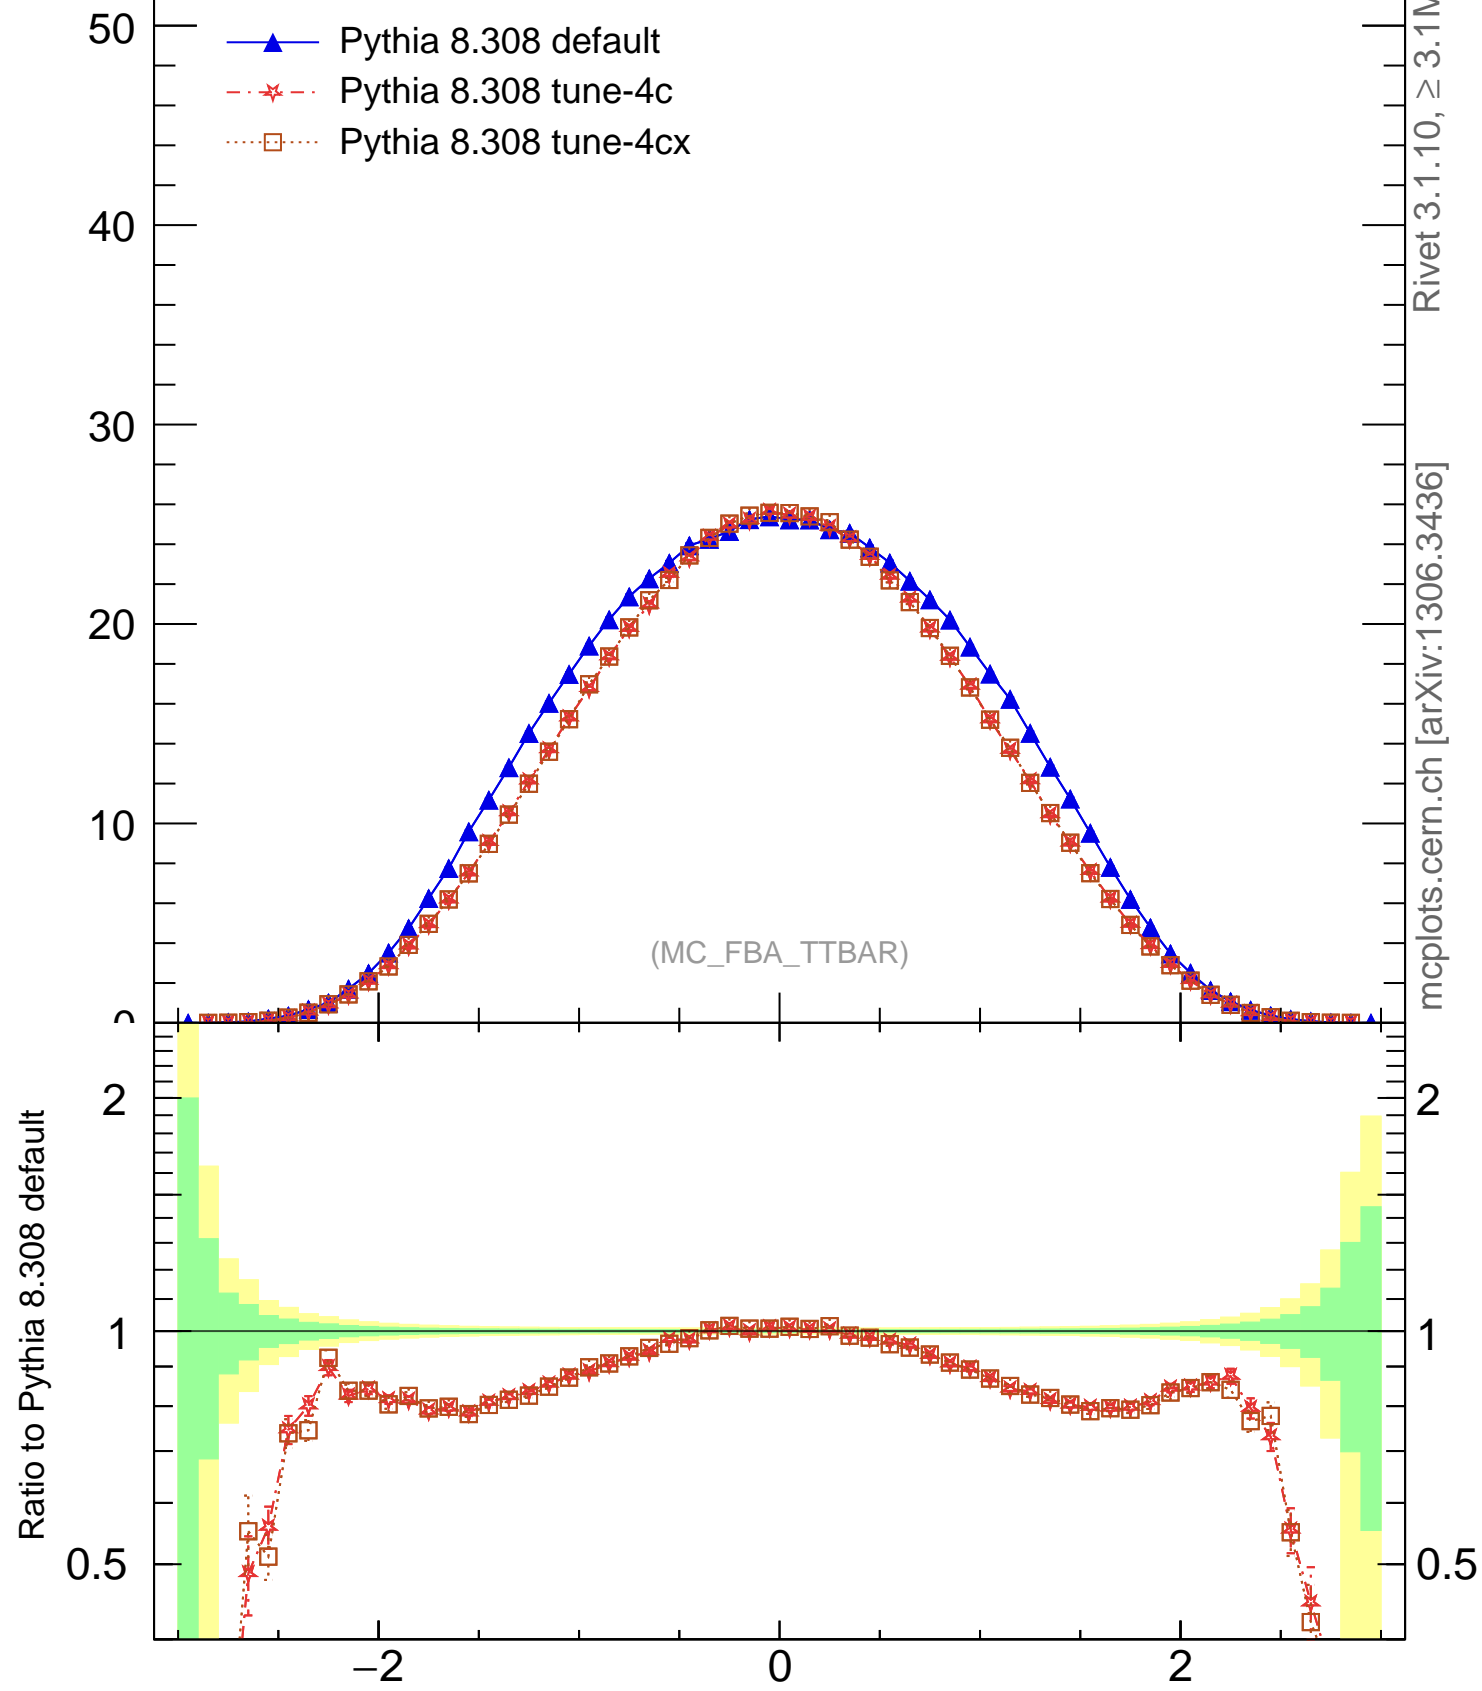 50
Pythia 8.308 default
Pythia 8.308 tune-4c
Pythia 8.308 tune-4cx
40
30
20
10
0
(MC_FBA_TTBAR)
Rivet 3.1.10, ≥ 3.1M
mcplots.cern.ch [arXiv:1306.3436]
Ratio to Pythia 8.308 default
2
1
0.5
2
1
0.5
−2
0
2